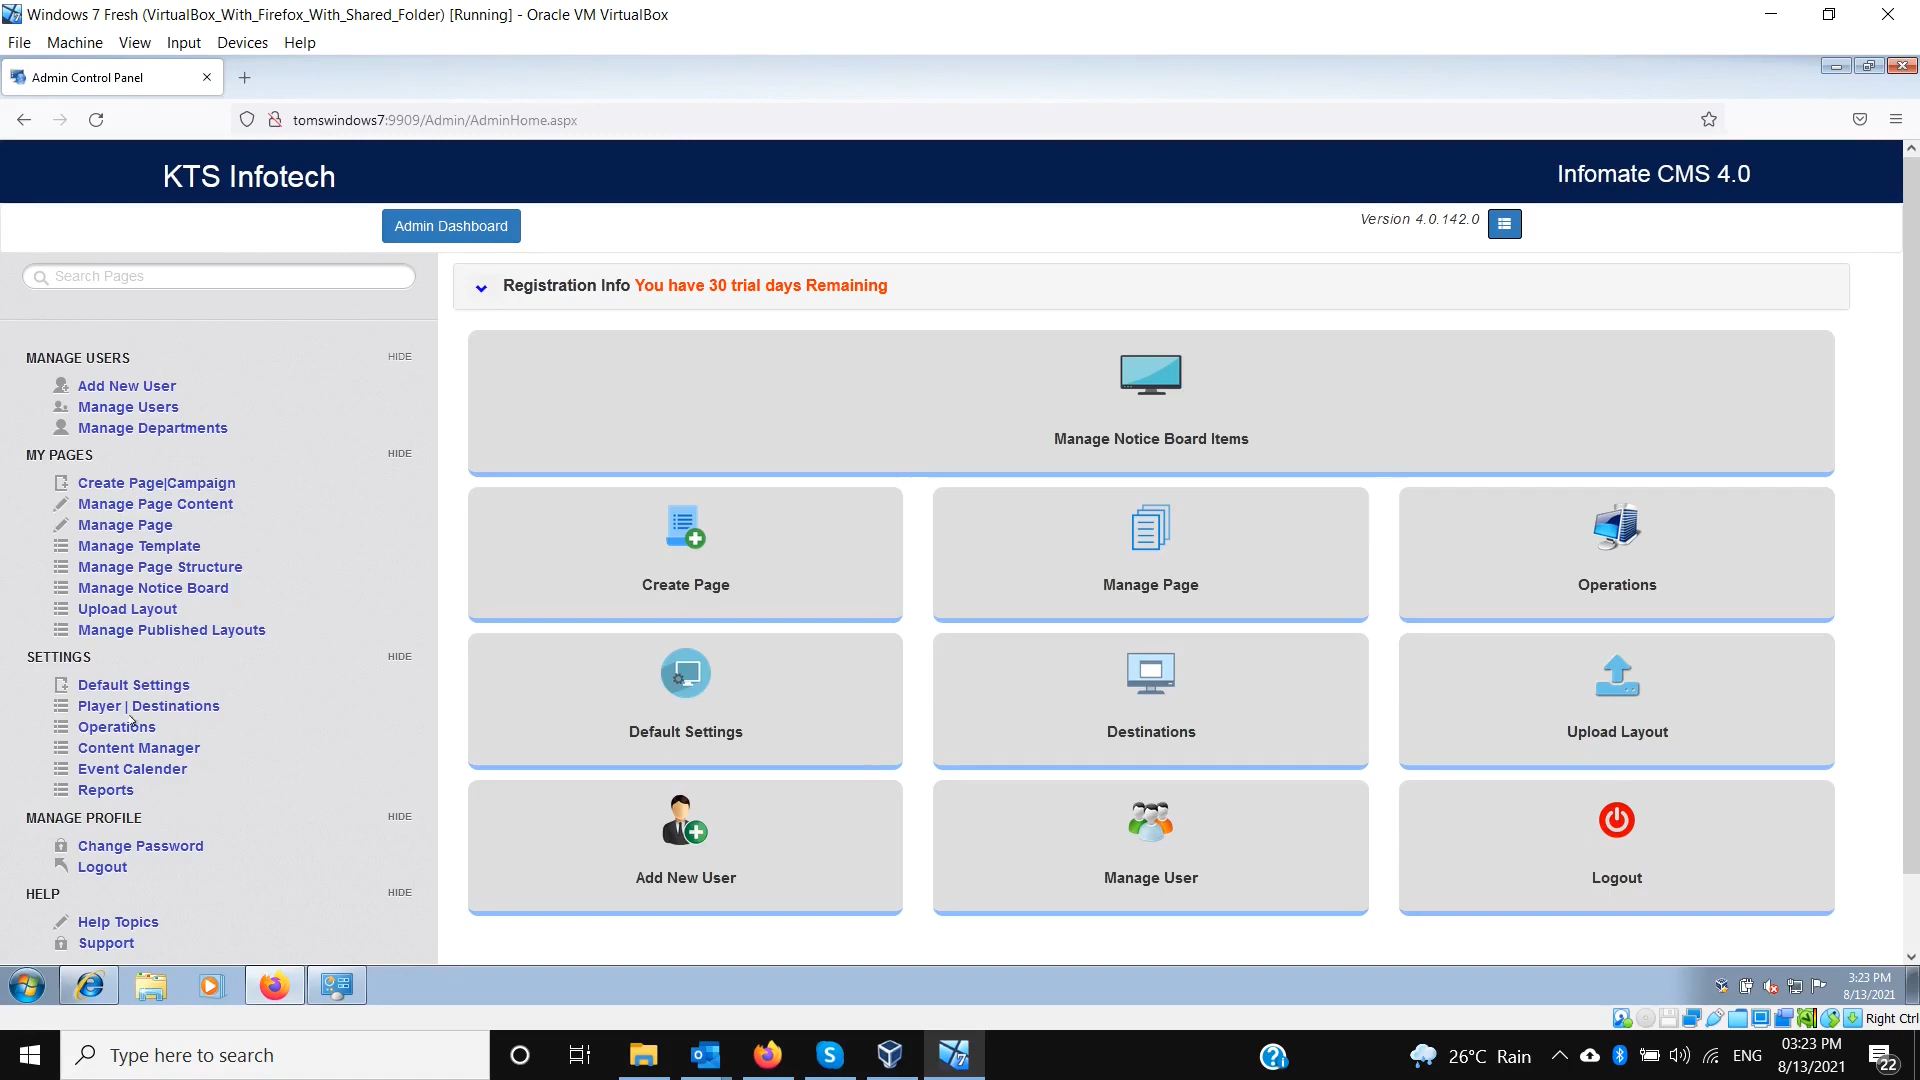 Windows 7 Fresh (VirtualBox_With_Firefox_With_Shared_Folder) [Running] - Oracle VM VirtualBox
File Machine View Input Devices Help
Admin Control Panel
tomswindows7:9909/Admin/AdminHome.aspx
KTS Infotech
Infomate CMS 4.0
Admin Dashboard
Version 4.0.142.0
Search Pages
Registration Info You have 30 trial days Remaining
MANAGE USERS HIDE
Add New User
Manage Users
Manage Departments
MY PAGES HIDE
Create Page|Campaign
Manage Page Content
Manage Page
Manage Template
Manage Page Structure
Manage Notice Board
Upload Layout
Manage Published Layouts
SETTINGS HIDE
Default Settings
Player | Destinations
Operations
Content Manager
Event Calender
Reports
MANAGE PROFILE HIDE
Change Password
Logout
HELP HIDE
Help Topics
Support
Manage Notice Board Items
Create Page
Manage Page
Operations
Default Settings
Destinations
Upload Layout
Add New User
Manage User
Logout
3:23 PM
8/13/2021
Right Ctrl
Type here to search
26°C Rain
ENG
03:23 PM
8/13/2021
22